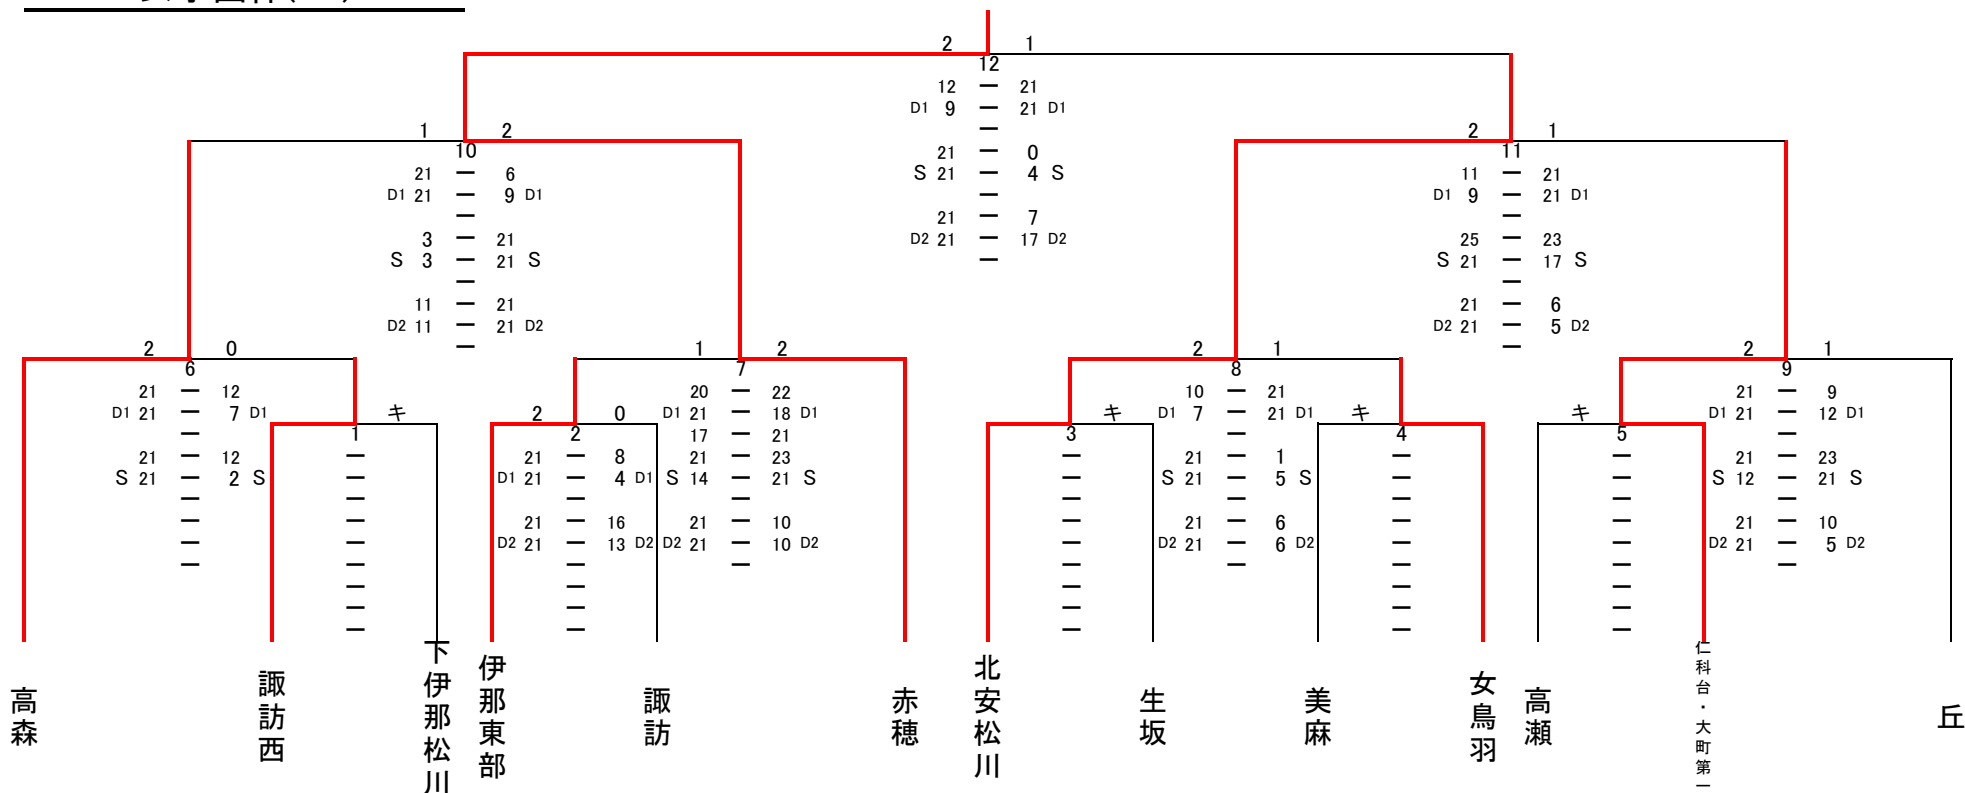 2 1
12
12 — 21
D1 9 — 21 D1
—
21 — 0
S 21 — 4 S
—
21 — 7
D2 21 — 17 D2
—
1 2
10
21 — 6
D1 21 — 9 D1
—
3 — 21
S 3 — 21 S
—
11 — 21
D2 11 — 21 D2
—
2 1
11
11 — 21
D1 9 — 21 D1
—
25 — 23
S 21 — 17 S
—
21 — 6
D2 21 — 5 D2
—
2 0
6
21 — 12
D1 21 — 7 D1
—
21 — 12
S 21 — 2 S
—
—
—
—
キ
1
—
—
—
—
—
—
—
—
—
2 0
2
21 — 8
D1 21 — 4 D1
—
21 — 16
D2 21 — 13 D2
—
—
—
—
1 2
7
20 — 22
D1 21 — 18 D1
17 — 21
21 — 23
S 14 — 21 S
—
21 — 10
D2 21 — 10 D2
—
キ
3
—
—
—
—
—
—
—
—
—
2 1
8
10 — 21
D1 7 — 21 D1
—
21 — 1
S 21 — 5 S
—
21 — 6
D2 21 — 6 D2
—
キ
4
—
—
—
—
—
—
—
—
—
キ
5
—
—
—
—
—
—
—
—
—
2 1
9
21 — 9
D1 21 — 12 D1
—
21 — 23
S 12 — 21 S
—
21 — 10
D2 21 — 5 D2
—
高森
諏訪西
下伊那松川
伊那東部
諏訪
赤穂
北安松川
生坂
美麻
女鳥羽
高瀬
仁科台・大町第一
丘